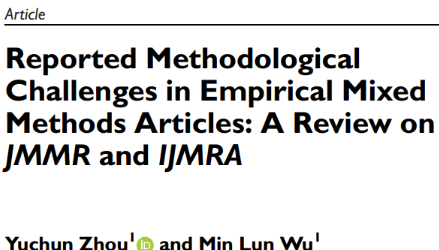 Article
Reported Methodological
Challenges in Empirical Mixed
Methods Articles: A Review on
JMMR and IJMRA
Yuchun Zhou¹ iD and Min Lun Wu¹